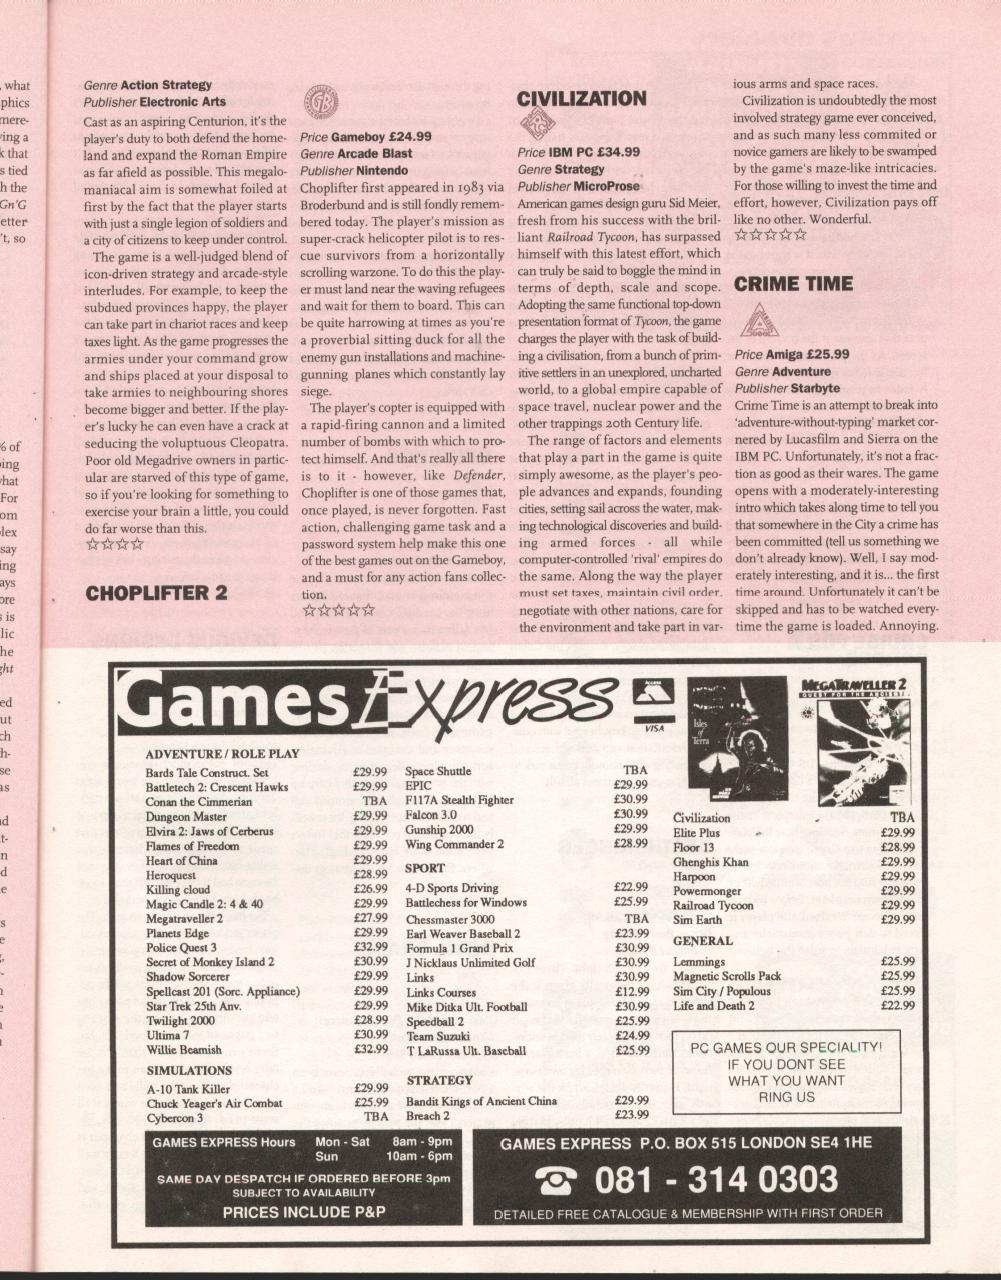 , what
phics
mere-
ving a
k that
s tied
h the
Gn'G
etter
't, so
% of
ping
what
For
om
plex
say
ing
ays
ore
s is
lic
he
ght
ed
ut
ch
h-
se
as
nd
t-
n
d
e
Genre Action Strategy
Publisher Electronic Arts
Cast as an aspiring Centurion, it's the
player's duty to both defend the home-
land and expand the Roman Empire
as far afield as possible. This megalo-
maniacal aim is somewhat foiled at
first by the fact that the player starts
with just a single legion of soldiers and
a city of citizens to keep under control.
The game is a well-judged blend of
icon-driven strategy and arcade-style
interludes. For example, to keep the
subdued provinces happy, the player
can take part in chariot races and keep
taxes light. As the game progresses the
armies under your command grow
and ships placed at your disposal to
take armies to neighbouring shores
become bigger and better. If the play-
er's lucky he can even have a crack at
seducing the voluptuous Cleopatra.
Poor old Megadrive owners in partic-
ular are starved of this type of game,
so if you're looking for something to
exercise your brain a little, you could
do far worse than this.
☆☆☆☆
CHOPLIFTER 2
GB
Price Gameboy £24.99
Genre Arcade Blast
Publisher Nintendo
Choplifter first appeared in 1983 via
Broderbund and is still fondly remem-
bered today. The player's mission as
super-crack helicopter pilot is to res-
cue survivors from a horizontally
scrolling warzone. To do this the play-
er must land near the waving refugees
and wait for them to board. This can
be quite harrowing at times as you're
a proverbial sitting duck for all the
enemy gun installations and machine-
gunning planes which constantly lay
siege.
The player's copter is equipped with
a rapid-firing cannon and a limited
number of bombs with which to pro-
tect himself. And that's really all there
is to it - however, like Defender,
Choplifter is one of those games that,
once played, is never forgotten. Fast
action, challenging game task and a
password system help make this one
of the best games out on the Gameboy,
and a must for any action fans collec-
tion.
☆☆☆☆☆
CIVILIZATION
PC
Price IBM PC £34.99
Genre Strategy
Publisher MicroProse
American games design guru Sid Meier,
fresh from his success with the bril-
liant Railroad Tycoon, has surpassed
himself with this latest effort, which
can truly be said to boggle the mind in
terms of depth, scale and scope.
Adopting the same functional top-down
presentation format of Tycoon, the game
charges the player with the task of build-
ing a civilisation, from a bunch of prim-
itive settlers in an unexplored, uncharted
world, to a global empire capable of
space travel, nuclear power and the
other trappings 20th Century life.
The range of factors and elements
that play a part in the game is quite
simply awesome, as the player's peo-
ple advances and expands, founding
cities, setting sail across the water, mak-
ing technological discoveries and build-
ing armed forces - all while
computer-controlled 'rival' empires do
the same. Along the way the player
must set taxes, maintain civil order,
negotiate with other nations, care for
the environment and take part in var-
ious arms and space races.
Civilization is undoubtedly the most
involved strategy game ever conceived,
and as such many less commited or
novice gamers are likely to be swamped
by the game's maze-like intricacies.
For those willing to invest the time and
effort, however, Civilization pays off
like no other. Wonderful.
☆☆☆☆☆
CRIME TIME
Price Amiga £25.99
Genre Adventure
Publisher Starbyte
Crime Time is an attempt to break into
'adventure-without-typing' market cor-
nered by Lucasfilm and Sierra on the
IBM PC. Unfortunately, it's not a frac-
tion as good as their wares. The game
opens with a moderately-interesting
intro which takes along time to tell you
that somewhere in the City a crime has
been committed (tell us something we
don't already know). Well, I say mod-
erately interesting, and it is... the first
time around. Unfortunately it can't be
skipped and has to be watched every-
time the game is loaded. Annoying.
Games Express
Access
VISA
Isles of Terra
MEGATRAVELLER 2
QUEST FOR THE ANCIENTS
ADVENTURE / ROLE PLAY
Bards Tale Construct. Set £29.99
Battletech 2: Crescent Hawks £29.99
Conan the Cimmerian TBA
Dungeon Master £29.99
Elvira 2: Jaws of Cerberus £29.99
Flames of Freedom £29.99
Heart of China £29.99
Heroquest £28.99
Killing cloud £26.99
Magic Candle 2: 4 & 40 £29.99
Megatraveller 2 £27.99
Planets Edge £29.99
Police Quest 3 £32.99
Secret of Monkey Island 2 £30.99
Shadow Sorcerer £29.99
Spellcast 201 (Sorc. Appliance) £29.99
Star Trek 25th Anv. £29.99
Twilight 2000 £28.99
Ultima 7 £30.99
Willie Beamish £32.99
SIMULATIONS
A-10 Tank Killer £29.99
Chuck Yeager's Air Combat £25.99
Cybercon 3 TBA
Space Shuttle TBA
EPIC £29.99
F117A Stealth Fighter £30.99
Falcon 3.0 £30.99
Gunship 2000 £29.99
Wing Commander 2 £28.99
SPORT
4-D Sports Driving £22.99
Battlechess for Windows £25.99
Chessmaster 3000 TBA
Earl Weaver Baseball 2 £23.99
Formula 1 Grand Prix £30.99
J Nicklaus Unlimited Golf £30.99
Links £30.99
Links Courses £12.99
Mike Ditka Ult. Football £30.99
Speedball 2 £25.99
Team Suzuki £24.99
T LaRussa Ult. Baseball £25.99
STRATEGY
Bandit Kings of Ancient China £29.99
Breach 2 £23.99
Civilization TBA
Elite Plus £29.99
Floor 13 £28.99
Ghenghis Khan £29.99
Harpoon £29.99
Powermonger £29.99
Railroad Tycoon £29.99
Sim Earth £29.99
GENERAL
Lemmings £25.99
Magnetic Scrolls Pack £25.99
Sim City / Populous £25.99
Life and Death 2 £22.99
PC GAMES OUR SPECIALITY!
IF YOU DONT SEE
WHAT YOU WANT
RING US
GAMES EXPRESS Hours Mon - Sat 8am - 9pm
Sun 10am - 6pm
SAME DAY DESPATCH IF ORDERED BEFORE 3pm
SUBJECT TO AVAILABILITY
PRICES INCLUDE P&P
GAMES EXPRESS P.O. BOX 515 LONDON SE4 1HE
081 - 314 0303
DETAILED FREE CATALOGUE & MEMBERSHIP WITH FIRST ORDER